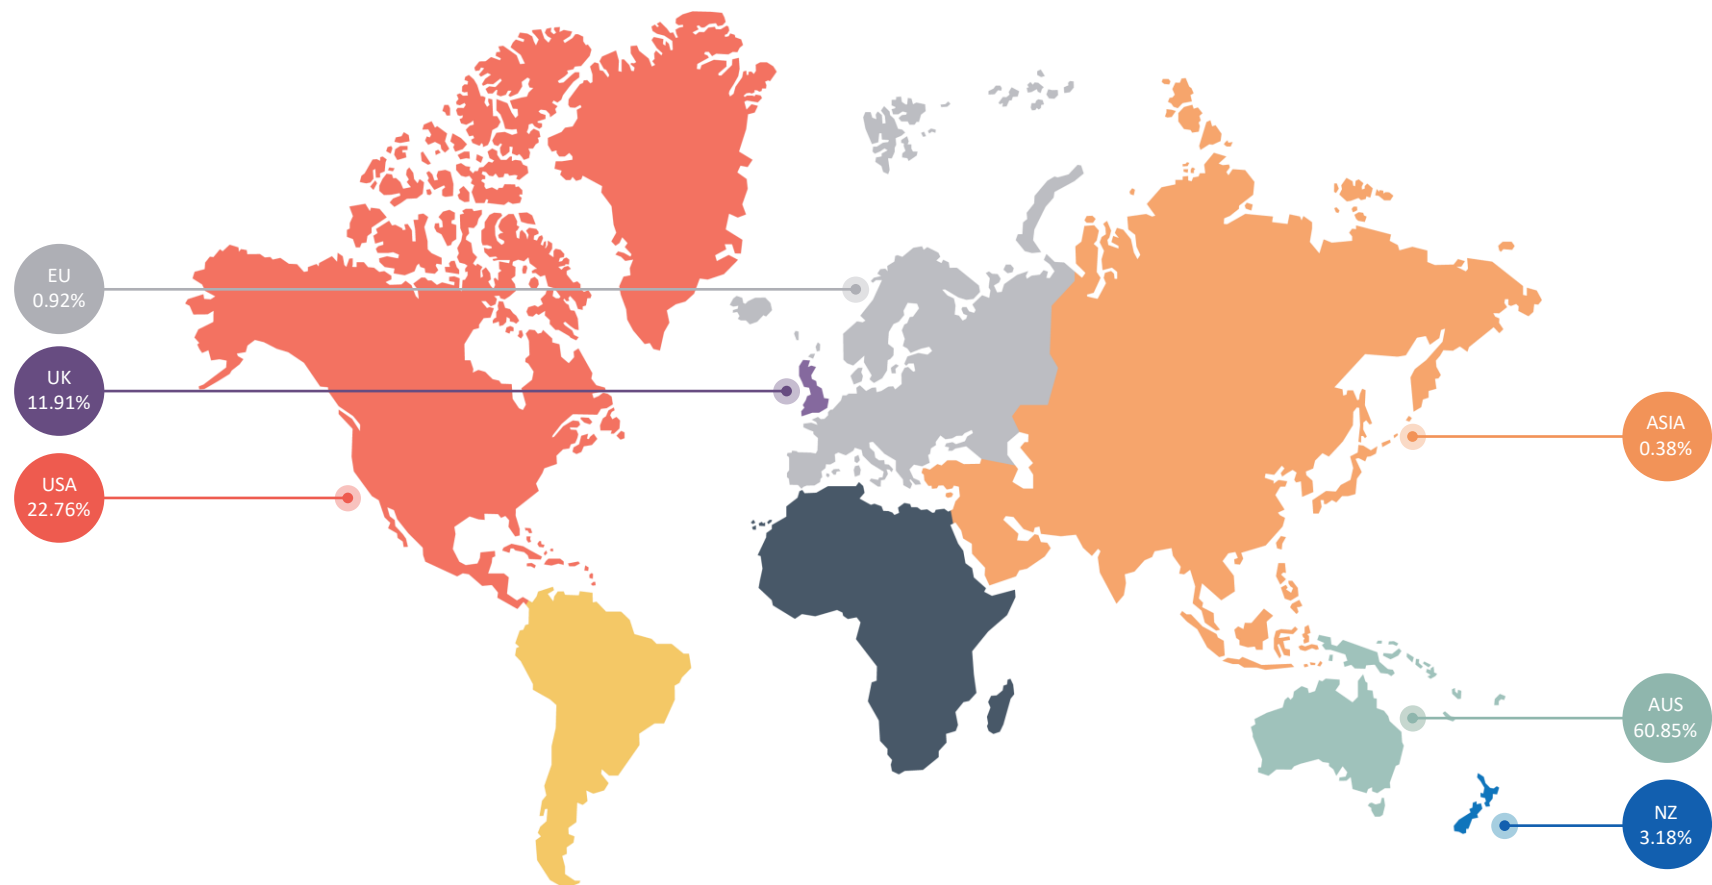 EU
0.92%
UK
11.91%
USA
22.76%
ASIA
0.38%
AUS
60.85%
NZ
3.18%